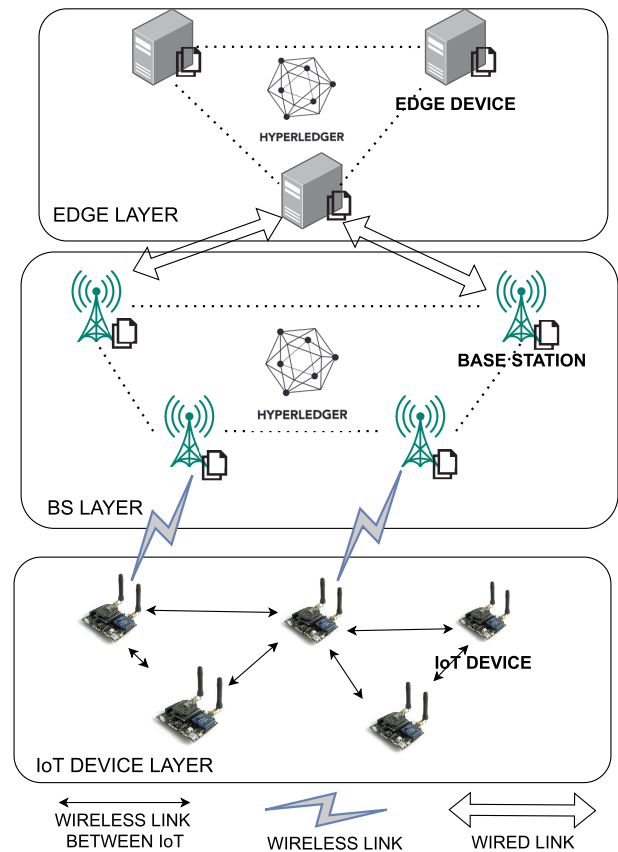 EDGE DEVICE
HYPERLEDGER
EDGE LAYER
BASE STATION
HYPERLEDGER
BS LAYER
IoT DEVICE
IoT DEVICE LAYER
WIRELESS LINK
BETWEEN IoT
WIRELESS LINK
WIRED LINK